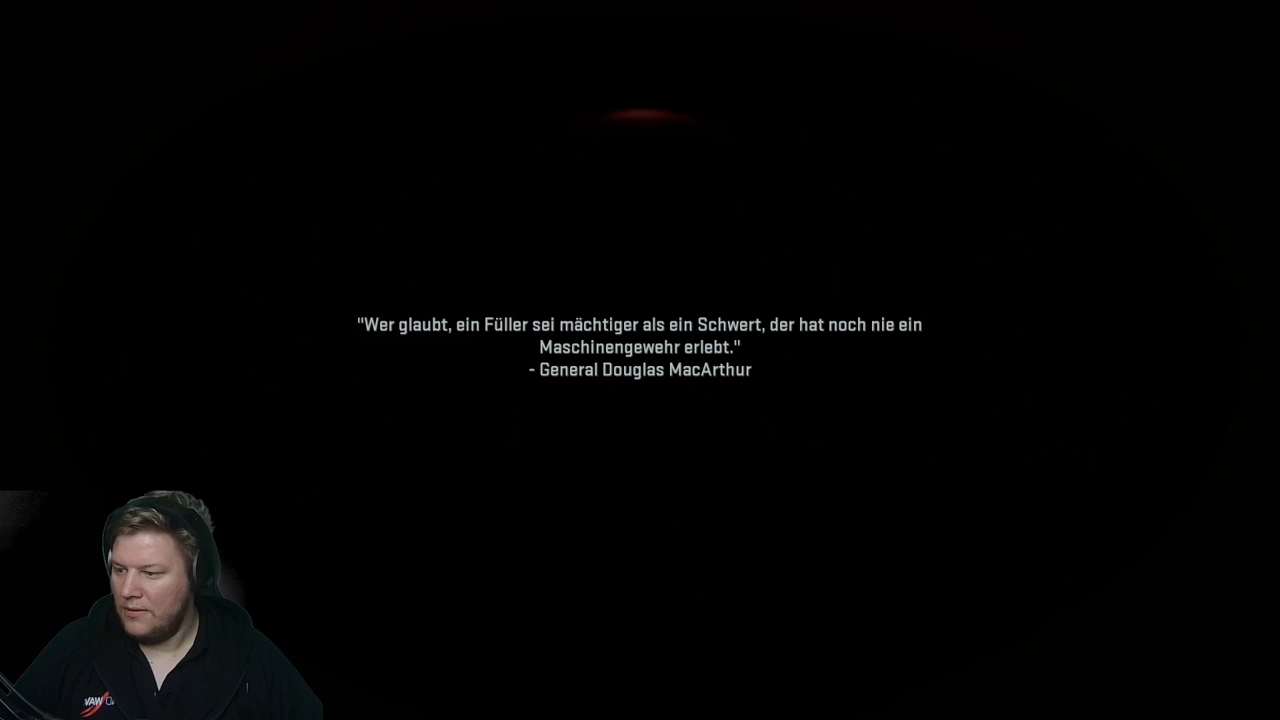 "Wer glaubt, ein Füller sei mächtiger als ein Schwert, der hat noch nie ein
Maschinengewehr erlebt."
- General Douglas MacArthur